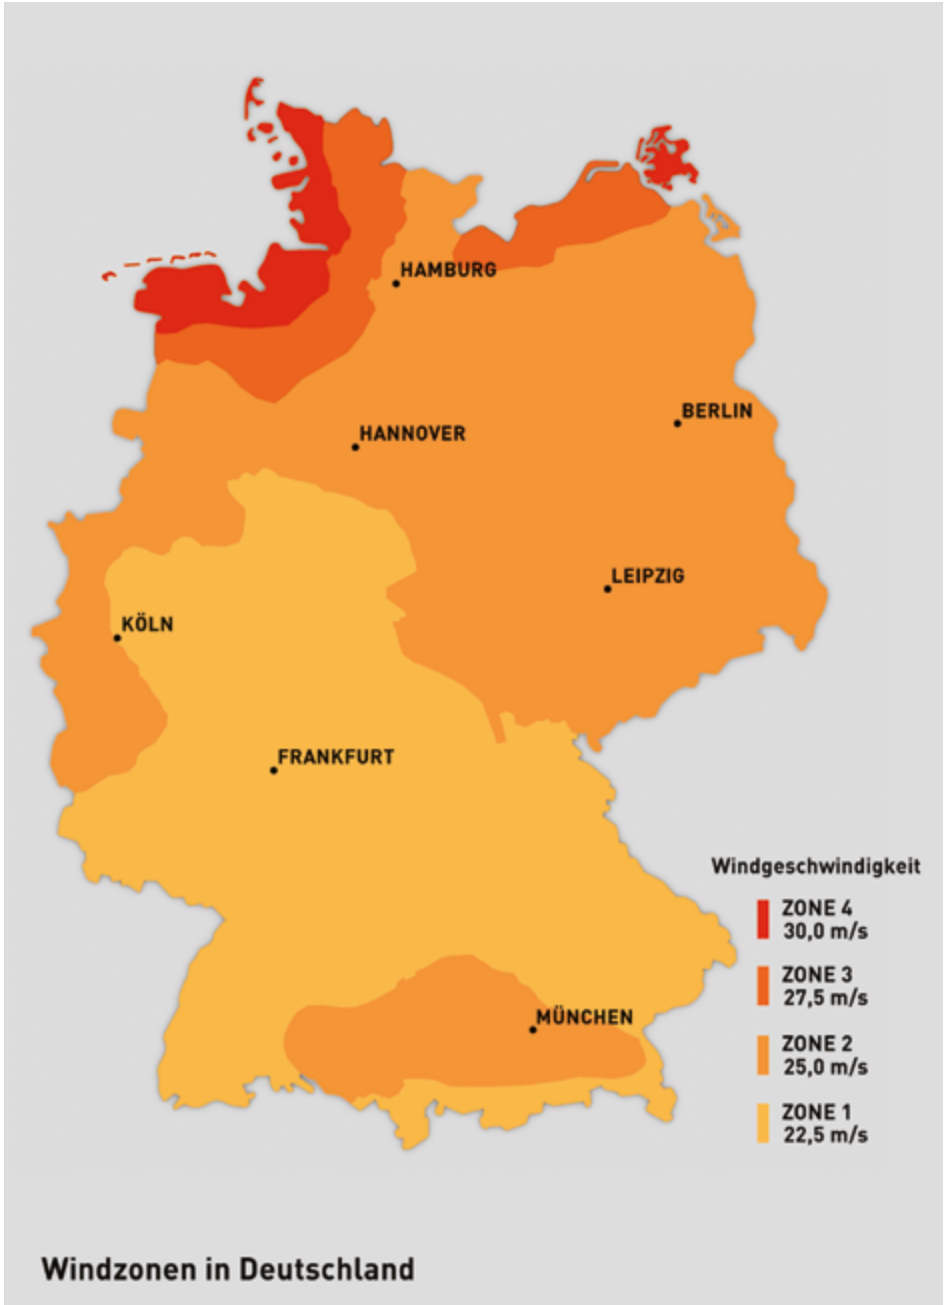 HAMBURG
BERLIN
HANNOVER
LEIPZIG
KÖLN
FRANKFURT
Windgeschwindigkeit
ZONE 4
30,0 m/s
ZONE 3
27,5 m/s
MÜNCHEN
ZONE 2
25,0 m/s
ZONE 1
22,5 m/s
Windzonen in Deutschland